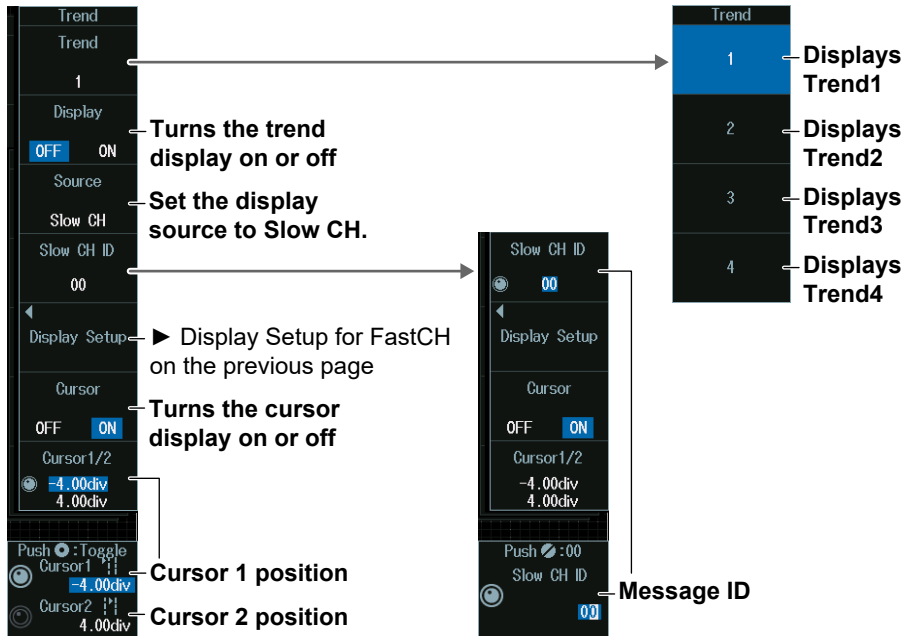 Trend
Trend
1
Display
OFF ON
Source
Slow CH
Slow CH ID
00
Display Setup
Cursor
OFF ON
Cursor1/2
-4.00div
4.00div
Push :Toggle
Cursor1
-4.00div
Cursor2
4.00div
Turns the trend
display on or off
Set the display
source to Slow CH.
► Display Setup for FastCH
on the previous page
Turns the cursor
display on or off
Cursor 1 position
Cursor 2 position
Slow CH ID
00
Display Setup
Cursor
OFF ON
Cursor1/2
-4.00div
4.00div
Push :00
Slow CH ID
00
Message ID
Trend
1
2
3
4
Displays
Trend1
Displays
Trend2
Displays
Trend3
Displays
Trend4